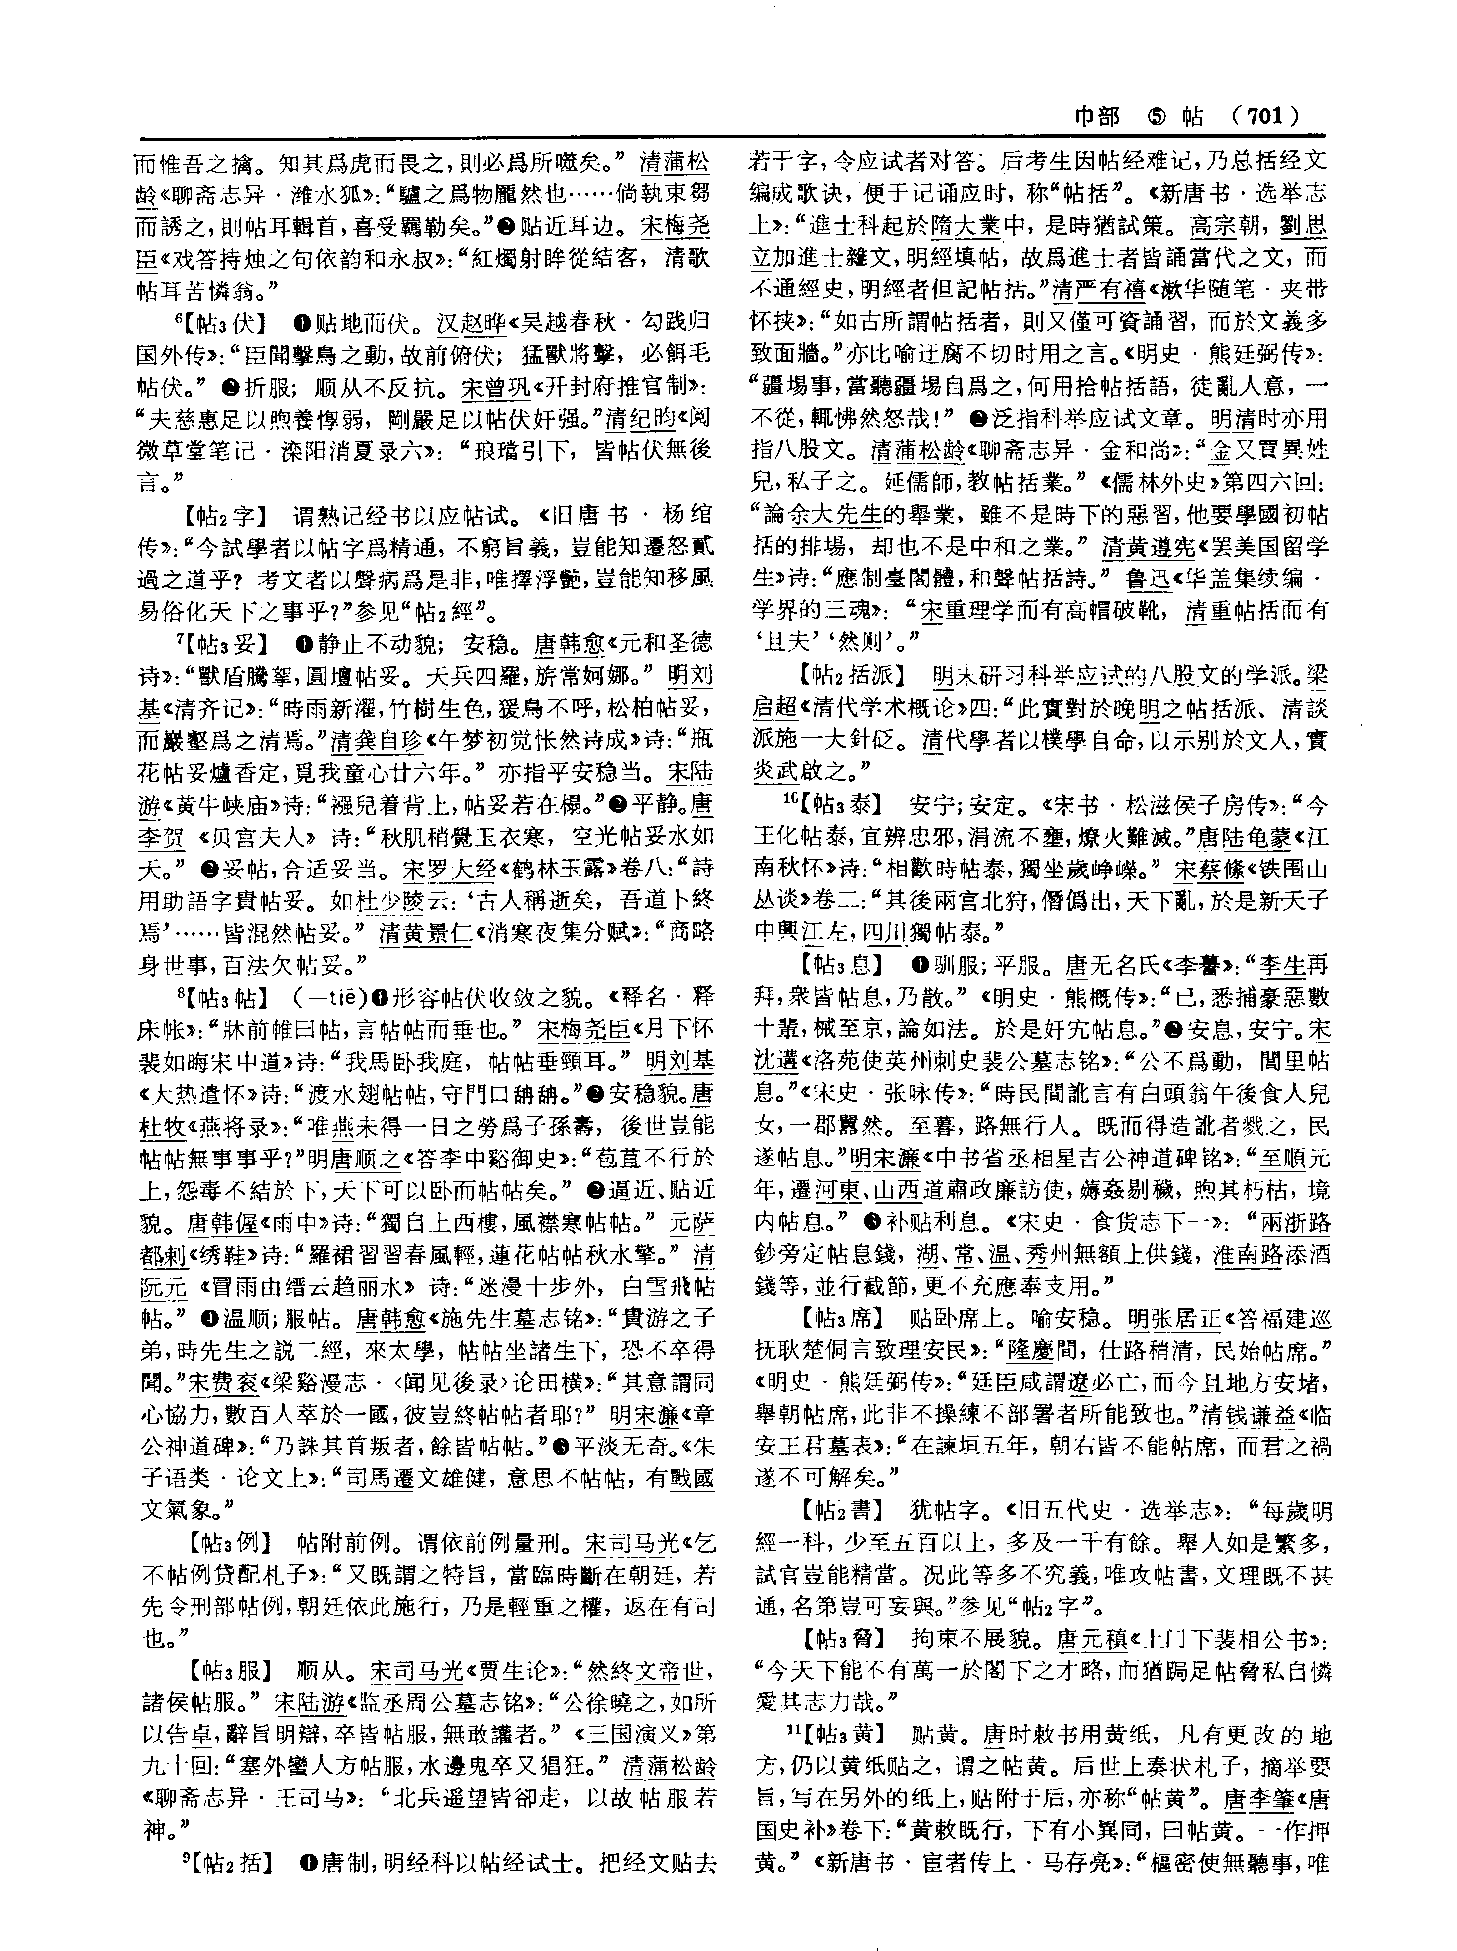 巾部 ⑤ 帖 (701)
而惟吾之擒。知其爲虎而畏之，則必爲所噬矣。” 清蒲松
龄《聊斋志异·潍水狐》：“驢之爲物龐然也……倘執束芻
而誘之，則帖耳輯首，喜受羈勒矣。”❷贴近耳边。宋梅尧
臣《戏答持烛之句依韵和永叔》：“紅燭射眸從結客，清歌
帖耳苦憐翁。”
⁶【帖₃伏】 ❶贴地而伏。汉赵晔《吴越春秋·勾践归
国外传》：“臣聞擊鳥之動，故前俯伏；猛獸將擊，必餌毛
帖伏。” ❷折服；顺从不反抗。宋曾巩《开封府推官制》：
“夫慈惠足以煦養惸弱，剛嚴足以帖伏奸强。”清纪昀《阅
微草堂笔记·滦阳消夏录六》：“琅璫引下，皆帖伏無後
言。”
【帖₂字】 谓熟记经书以应帖试。《旧唐书·杨绾
传》：“今試學者以帖字爲精通，不窮旨義，豈能知遷怒貳
過之道乎？考文者以聲病爲是非，唯擇浮艷，豈能知移風
易俗化天下之事乎？”参见“帖₂經”。
⁷【帖₃妥】 ❶静止不动貌；安稳。唐韩愈《元和圣德
诗》：“獸盾騰拏，圓壇帖妥。天兵四羅，旂常婀娜。” 明刘
基《清齐记》：“時雨新濯，竹樹生色，猨鳥不呼，松柏帖妥，
而巖壑爲之清焉。”清龚自珍《午梦初觉怅然诗成》诗：“瓶
花帖妥爐香定，覓我童心廿六年。” 亦指平安稳当。宋陆
游《黄牛峡庙》诗：“襁兒着背上，帖妥若在榻。”❷平静。唐
李贺《贝宫夫人》诗：“秋肌稍覺玉衣寒，空光帖妥水如
天。” ❸妥帖，合适妥当。宋罗大经《鹤林玉露》卷八：“詩
用助語字貴帖妥。如杜少陵云：‘古人稱逝矣，吾道卜終
焉’……皆混然帖妥。” 清黄景仁《消寒夜集分赋》：“商略
身世事，百法欠帖妥。”
⁸【帖₃帖】 （—tiē）❶形容帖伏收敛之貌。《释名·释
床帐》：“牀前帷曰帖，言帖帖而垂也。” 宋梅尧臣《月下怀
裴如晦宋中道》诗：“我馬卧我庭，帖帖垂頸耳。” 明刘基
《大热遣怀》诗：“渡水翅帖帖，守門口䑙䑙。”❷安稳貌。唐
杜牧《燕将录》：“唯燕未得一日之勞爲子孫壽，後世豈能
帖帖無事乎？”明唐顺之《答李中谿御史》：“苞苴不行於
上，怨毒不結於下，天下可以卧而帖帖矣。” ❸逼近、贴近
貌。唐韩偓《雨中》诗：“獨自上西樓，風襟寒帖帖。” 元萨
都剌《绣鞋》诗：“羅裙習習春風輕，蓮花帖帖秋水擎。” 清
阮元《冒雨由缙云趋丽水》诗：“迷漫十步外，白雪飛帖
帖。” ❹温顺；服帖。唐韩愈《施先生墓志铭》：“貴游之子
弟，時先生之説二經，來太學，帖帖坐諸生下，恐不卒得
聞。”宋费衮《梁谿漫志·〈闻见後录〉论田横》：“其意謂同
心協力，數百人萃於一國，彼豈終帖帖者耶？” 明宋濂《章
公神道碑》：“乃誅其首叛者，餘皆帖帖。”❺平淡无奇。《朱
子语类·论文上》：“司馬遷文雄健，意思不帖帖，有戰國
文氣象。”
【帖₃例】 帖附前例。谓依前例量刑。宋司马光《乞
不帖例贷配札子》：“又既謂之特旨，當臨時斷在朝廷，若
先令刑部帖例，朝廷依此施行，乃是輕重之權，返在有司
也。”
【帖₃服】 顺从。宋司马光《贾生论》：“然終文帝世，
諸侯帖服。” 宋陆游《监丞周公墓志铭》：“公徐曉之，如所
以告卓，辭旨明辯，卒皆帖服，無敢讙者。”《三国演义》第
九十回：“塞外蠻人方帖服，水邊鬼卒又猖狂。” 清蒲松龄
《聊斋志异·王司马》：“北兵遥望皆卻走，以故帖服若
神。”
⁹【帖₂括】 ❶唐制，明经科以帖经试士。把经文贴去
若干字，令应试者对答。后考生因帖经难记，乃总括经文
编成歌诀，便于记诵应时，称“帖括”。《新唐书·选举志
上》：“進士科起於隋大業中，是時猶試策。高宗朝，劉思
立加進士雜文，明經填帖，故爲進士者皆誦當代之文，而
不通經史，明經者但記帖括。”清严有禧《漱华随笔·夹带
怀挟》：“如古所謂帖括者，則又僅可資誦習，而於文義多
致面牆。”亦比喻迂腐不切时用之言。《明史·熊廷弼传》：
“疆埸事，當聽疆埸自爲之，何用拾帖括語，徒亂人意，一
不從，輒怫然怒哉！” ❷泛指科举应试文章。明清时亦用
指八股文。清蒲松龄《聊斋志异·金和尚》：“金又買異姓
兒，私子之。延儒師，教帖括業。”《儒林外史》第四六回：
“論余大先生的舉業，雖不是時下的惡習，他要學國初帖
括的排場，却也不是中和之業。” 清黄遵宪《罢美国留学
生》诗：“應制臺閣體，和聲帖括詩。” 鲁迅《华盖集续编·
学界的三魂》：“宋重理学而有高帽破靴，清重帖括而有
‘且夫’‘然则’。”
【帖₂括派】 明末研习科举应试的八股文的学派。梁
启超《清代学术概论》四：“此實對於晚明之帖括派、清談
派施一大針砭。清代學者以樸學自命，以示别於文人，實
炎武啟之。”
¹⁰【帖₃泰】 安宁；安定。《宋书·松滋侯子房传》：“今
王化帖泰，宜辨忠邪，涓流不壅，燎火難滅。”唐陆龟蒙《江
南秋怀》诗：“相歡時帖泰，獨坐歲崢嶸。” 宋蔡絛《铁围山
丛谈》卷二：“其後兩宫北狩，僭僞出，天下亂，於是新天子
中興江左，四川獨帖泰。”
【帖₃息】 ❶驯服；平服。唐无名氏《李謩》：“李生再
拜，衆皆帖息，乃散。”《明史·熊概传》：“已，悉捕豪惡數
十輩，械至京，論如法。於是奸宄帖息。”❷安息，安宁。宋
沈遘《洛苑使英州刺史裴公墓志铭》：“公不爲動，閭里帖
息。”《宋史·张咏传》：“時民間訛言有白頭翁午後食人兒
女，一郡囂然。至暮，路無行人。既而得造訛者戮之，民
遂帖息。”明宋濂《中书省丞相星吉公神道碑铭》：“至順元
年，遷河東、山西道肅政廉訪使，薅姦剔穢，煦其朽枯，境
内帖息。” ❸补贴利息。《宋史·食货志下一》：“兩浙路
鈔旁定帖息錢，湖、常、温、秀州無額上供錢，淮南路添酒
錢等，並行截節，更不充應奉支用。”
【帖₃席】 贴卧席上。喻安稳。明张居正《答福建巡
抚耿楚侗言致理安民》：“隆慶間，仕路稍清，民始帖席。”
《明史·熊廷弼传》：“廷臣咸謂遼必亡，而今且地方安堵，
舉朝帖席，此非不操練不部署者所能致也。”清钱谦益《临
安王君墓表》：“在諫垣五年，朝右皆不能帖席，而君之禍
遂不可解矣。”
【帖₂書】 犹帖字。《旧五代史·选举志》：“每歲明
經一科，少至五百以上，多及一千有餘。舉人如是繁多，
試官豈能精當。况此等多不究義，唯攻帖書，文理既不甚
通，名第豈可妄與。”参见“帖₂字”。
【帖₃脅】 拘束不展貌。唐元稹《上门下裴相公书》：
“今天下能不有萬一於閣下之才略，而猶跼足帖脅私自憐
愛其志力哉。”
¹¹【帖₃黄】 贴黄。唐时敕书用黄纸，凡有更改的地
方，仍以黄纸贴之，谓之帖黄。后世上奏状札子，摘举要
旨，写在另外的纸上，贴附于后，亦称“帖黄”。唐李肇《唐
国史补》卷下：“黄敕既行，下有小異同，曰帖黄。一作押
黄。”《新唐书·宦者传上·马存亮》：“樞密使無聽事，唯